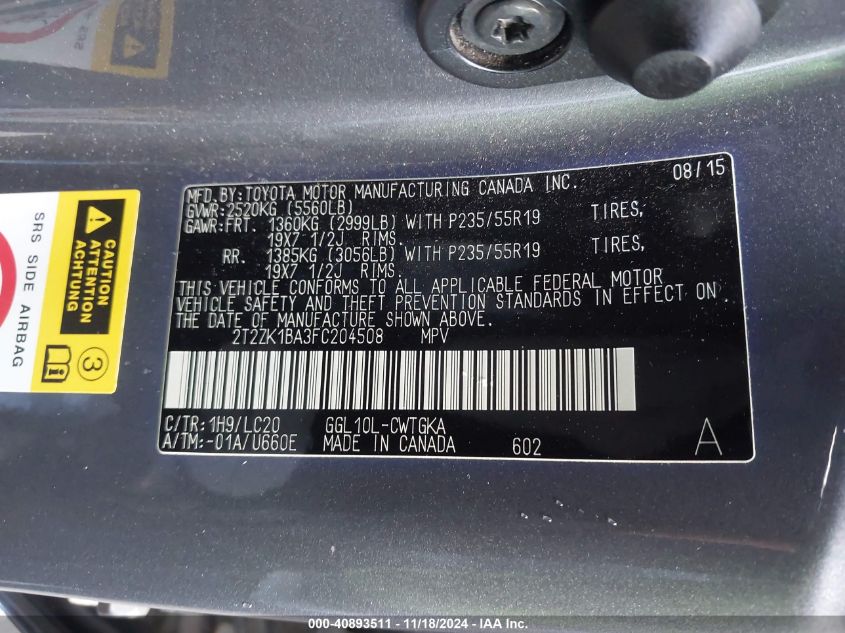 MFD.BY:TOYOTA MOTOR MANUFACTURING CANADA INC. 08/15
GVWR:2520KG (5560LB)
GAWR:FRT. 1360KG (2999LB) WITH P235/55R19 TIRES,
19X7 1/2J RIMS.
RR. 1385KG (3056LB) WITH P235/55R19 TIRES,
19X7 1/2J RIMS.
THIS VEHICLE CONFORMS TO ALL APPLICABLE FEDERAL MOTOR
VEHICLE SAFETY AND THEFT PREVENTION STANDARDS IN EFFECT ON
THE DATE OF MANUFACTURE SHOWN ABOVE.
2T2ZK1BA3FC204508 MPV
C/TR: 1H9/LC20 GGL10L-CWTGKA
A/TM:-01A/U660E MADE IN CANADA 602 A
SRS SIDE AIRBAG
CAUTION
ATTENTION
ACHTUNG
3
000 - 40893511 - 11/18/2024 - IAA Inc.